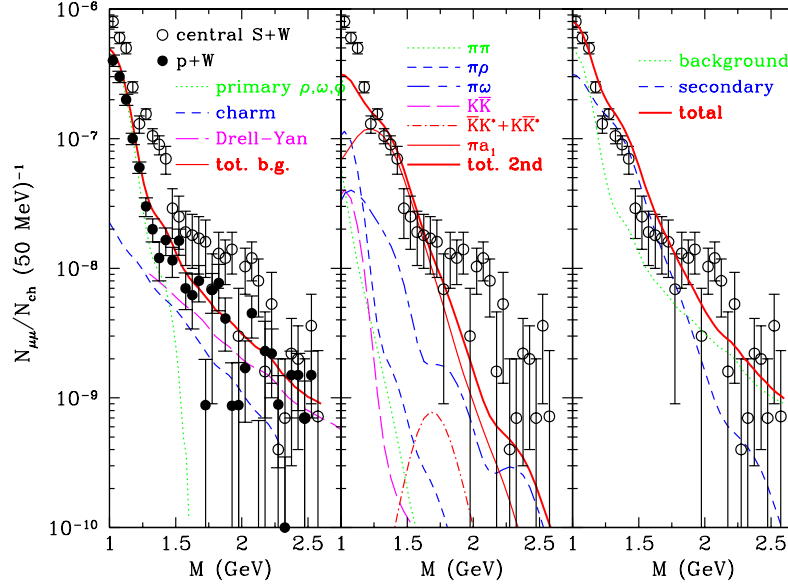 N_μμ/N_ch (50 MeV)⁻¹
10⁻⁶
10⁻⁷
10⁻⁸
10⁻⁹
10⁻¹⁰
central S+W
p+W
primary ρ,ω,φ
charm
Drell-Yan
tot. b.g.
1 1.5 2 2.5
M (GeV)
ππ
πρ
πω
KK̄
K̄K*+KK̄*
πa₁
tot. 2nd
1 1.5 2 2.5
M (GeV)
background
secondary
total
1 1.5 2 2.5
M (GeV)